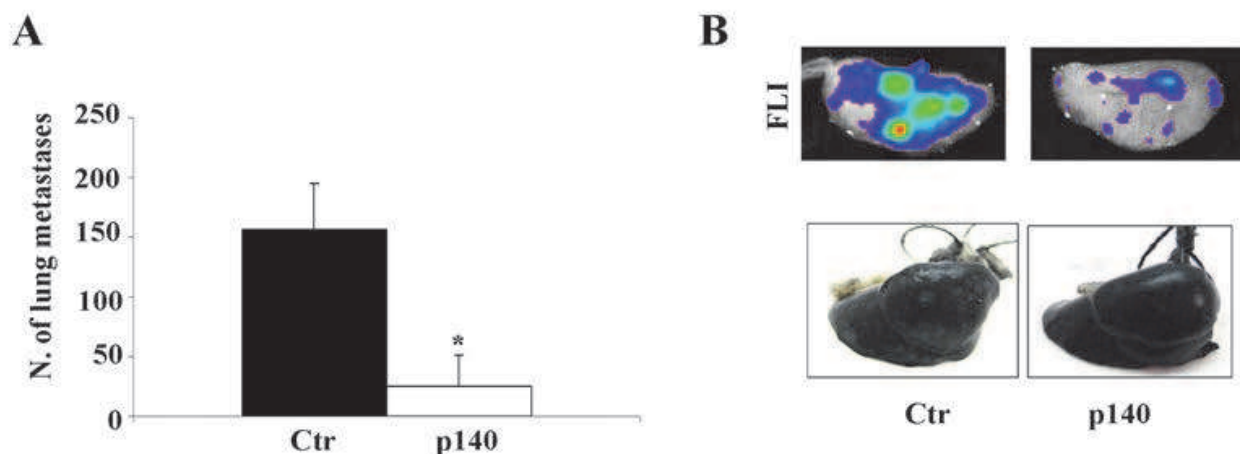 A
N. of lung metastases
250
200
150
100
50
0
*
Ctr
p140
B
FLI
Ctr
p140